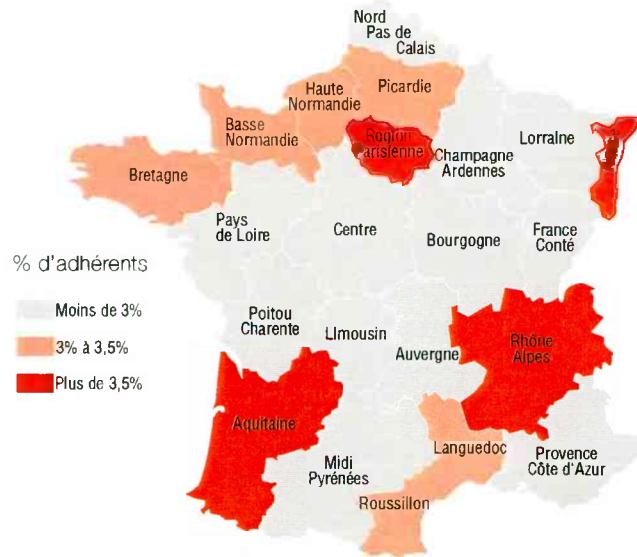 Nord
Pas de
Calais
Haute
Normandie
Picardie
Basse
Normandie
Région
Parisienne
Lorraine
Champagne
Ardennes
Bretagne
Pays
de Loire
Centre
Bourgogne
France
Conté
% d'adhérents
Moins de 3%
3% à 3,5%
Plus de 3,5%
Poitou
Charente
Limousin
Auvergne
Rhône
Alpes
Aquitaine
Midi
Pyrénées
Languedoc
Roussillon
Provence
Côte d'Azur